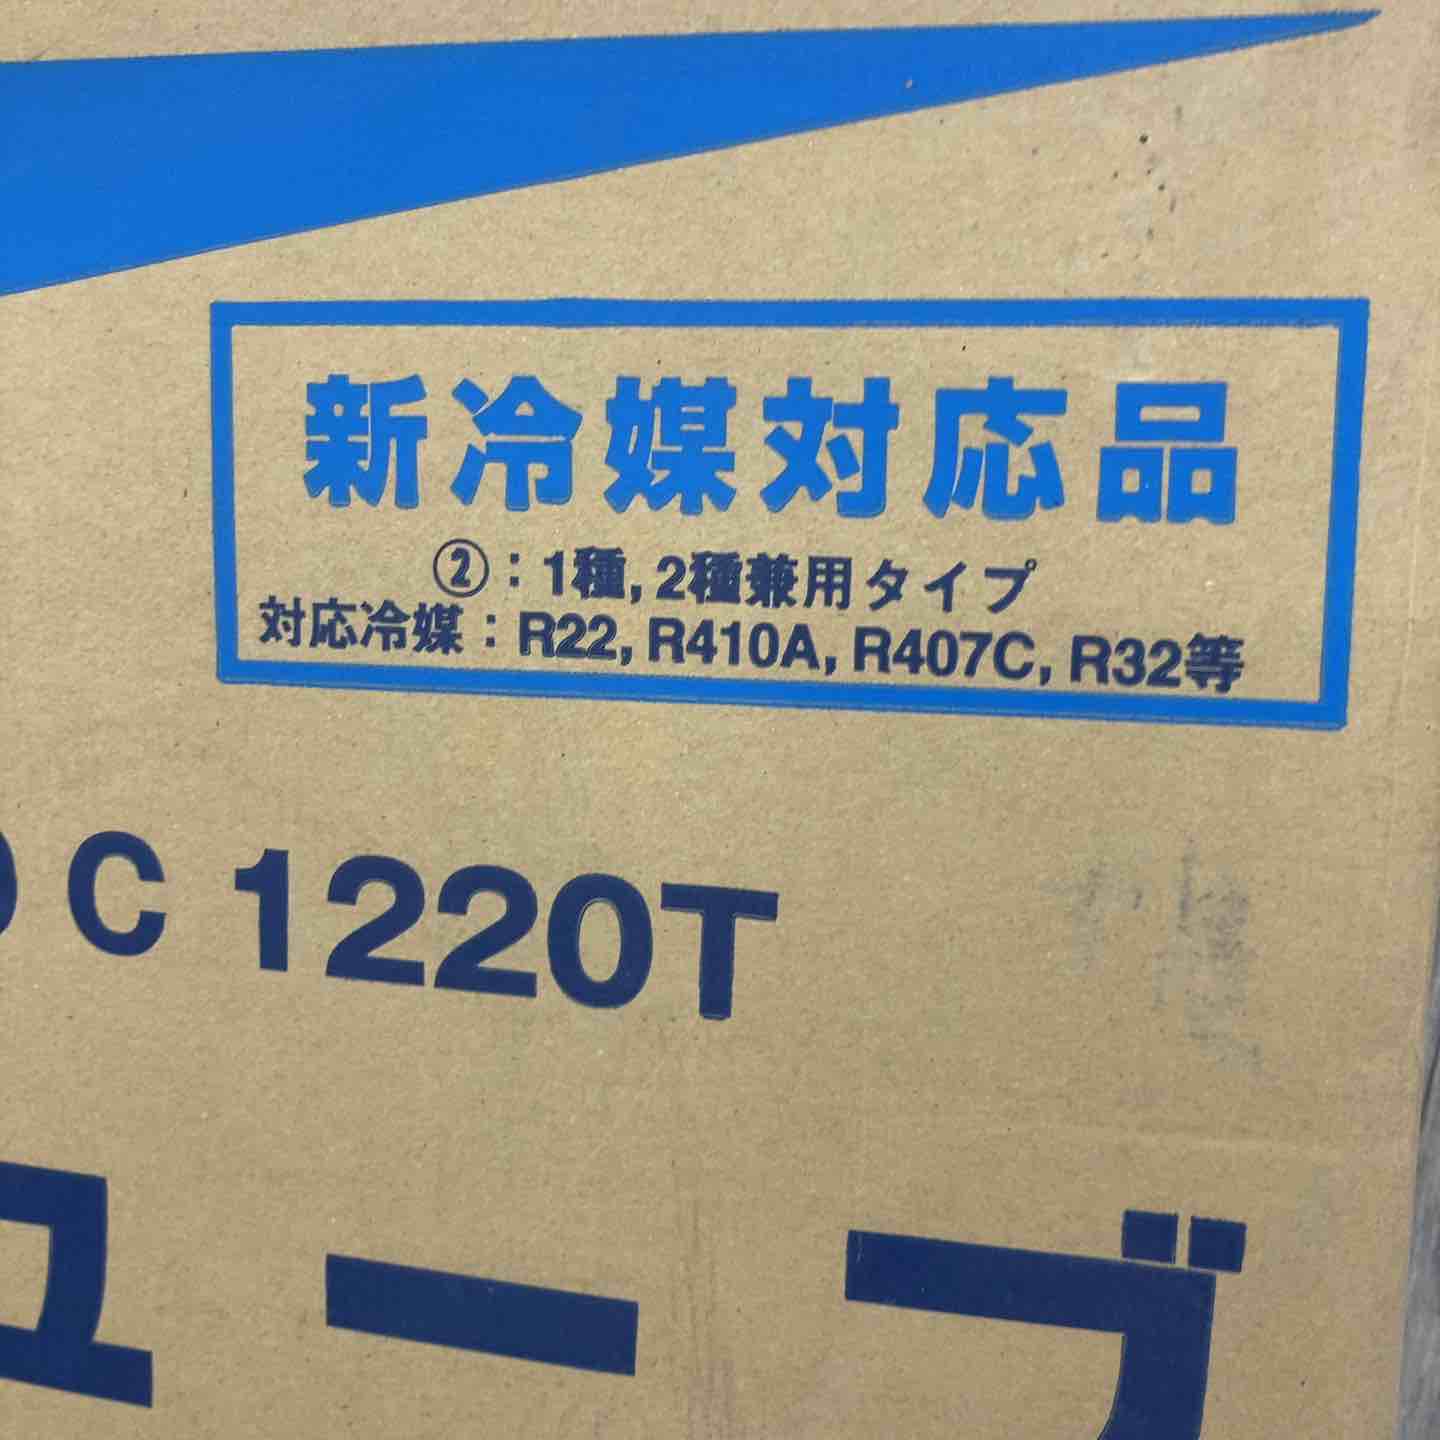 新冷媒対応品
②：1種, 2種兼用タイプ
対応冷媒：R22, R410A, R407C, R32等
C 1220T
ューブ